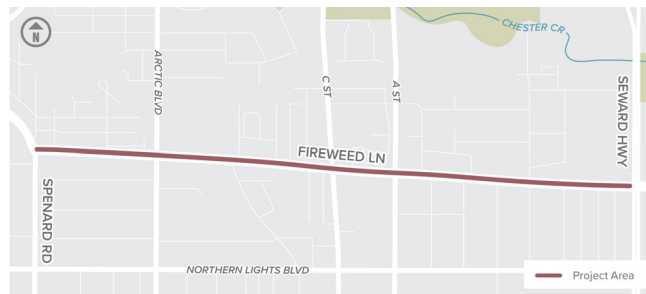 N
CHESTER CR
ARCTIC BLVD
C ST
A ST
SEWARD HWY
FIREWEED LN
SPENARD RD
NORTHERN LIGHTS BLVD
Project Area